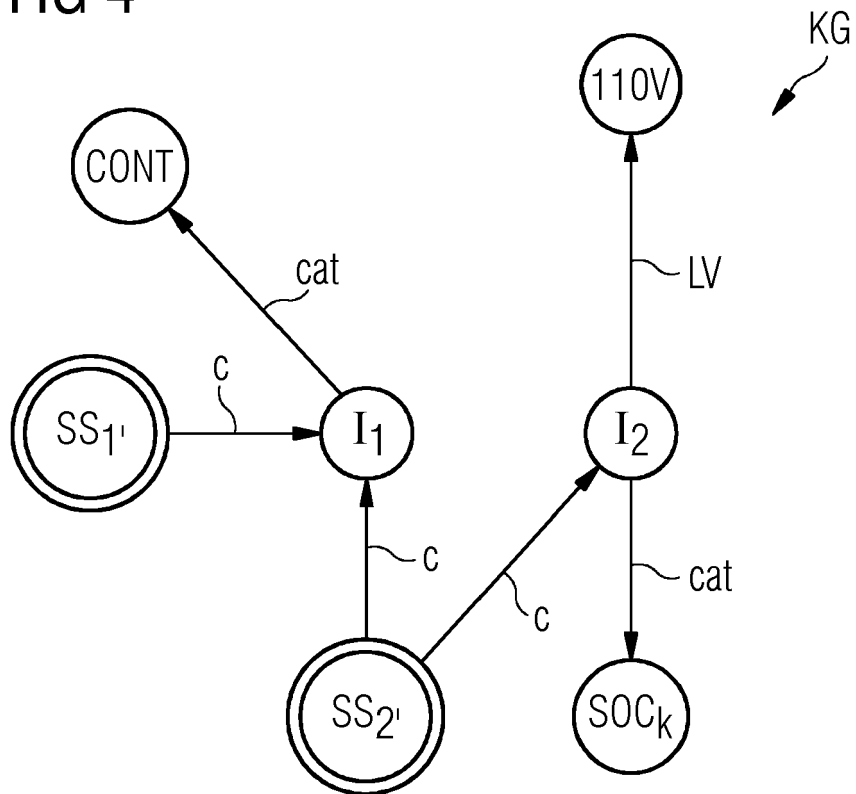 FIG 4
KG
110V
CONT
cat
LV
c
SS1'
I1
I2
c
cat
c
SS2'
SOCk